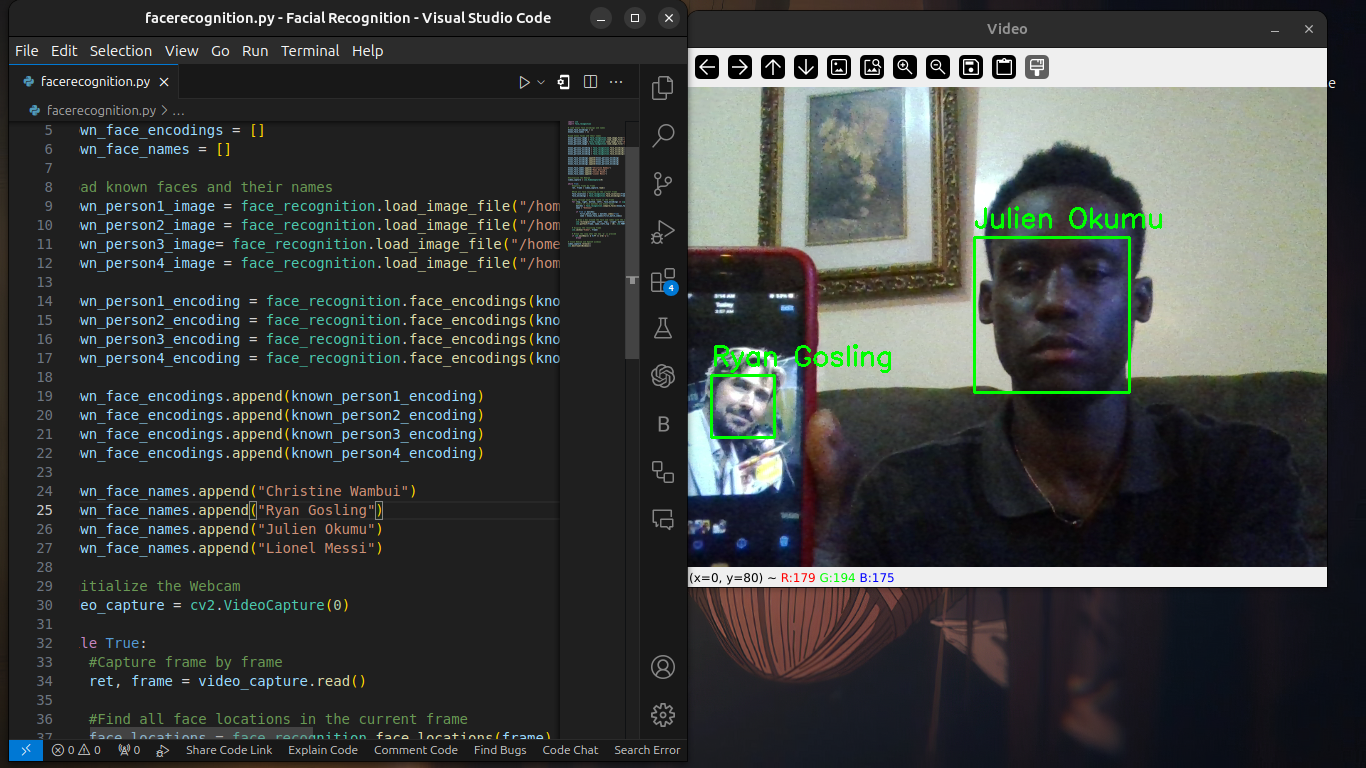 facerecognition.py - Facial Recognition - Visual Studio Code
File Edit Selection View Go Run Terminal Help
facerecognition.py
facerecognition.py > ...
5 wn_face_encodings = []
6 wn_face_names = []
7
8 ad known faces and their names
9 wn_person1_image = face_recognition.load_image_file("/hom
10 wn_person2_image = face_recognition.load_image_file("/hom
11 wn_person3_image= face_recognition.load_image_file("/home
12 wn_person4_image = face_recognition.load_image_file("/hom
13
14 wn_person1_encoding = face_recognition.face_encodings(kno
15 wn_person2_encoding = face_recognition.face_encodings(kno
16 wn_person3_encoding = face_recognition.face_encodings(kno
17 wn_person4_encoding = face_recognition.face_encodings(kno
18
19 wn_face_encodings.append(known_person1_encoding)
20 wn_face_encodings.append(known_person2_encoding)
21 wn_face_encodings.append(known_person3_encoding)
22 wn_face_encodings.append(known_person4_encoding)
23
24 wn_face_names.append("Christine Wambui")
25 wn_face_names.append("Ryan Gosling")
26 wn_face_names.append("Julien Okumu")
27 wn_face_names.append("Lionel Messi")
28
29 itialize the Webcam
30 eo_capture = cv2.VideoCapture(0)
31
32 le True:
33 #Capture frame by frame
34 ret, frame = video_capture.read()
35
36 #Find all face locations in the current frame
37 face_locations = face_recognition.face_locations(frame)
4
B
0 0 0 Share Code Link Explain Code Comment Code Find Bugs Code Chat Search Error
Video
e
Julien Okumu
Ryan Gosling
Today
Edit
(x=0, y=80) ~ R:179 G:194 B:175